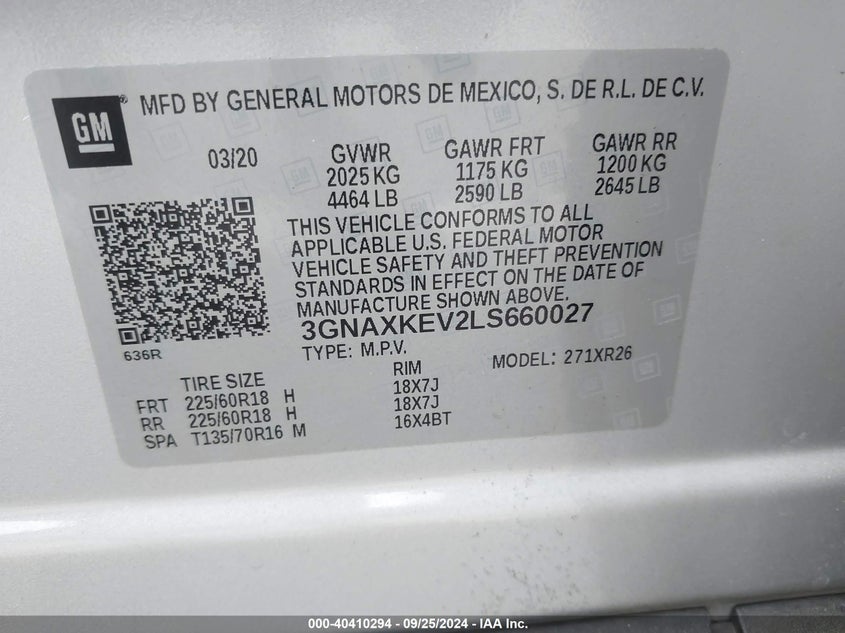 GM
MFD BY GENERAL MOTORS DE MEXICO, S. DE R.L. DE C.V.
03/20 GVWR GAWR FRT GAWR RR
2025 KG 1175 KG 1200 KG
4464 LB 2590 LB 2645 LB
THIS VEHICLE CONFORMS TO ALL
APPLICABLE U.S. FEDERAL MOTOR
VEHICLE SAFETY AND THEFT PREVENTION
STANDARDS IN EFFECT ON THE DATE OF
MANUFACTURE SHOWN ABOVE.
3GNAXKEV2LS660027
636R
TYPE: M.P.V. MODEL: 271XR26
TIRE SIZE RIM
FRT 225/60R18 H 18X7J
RR 225/60R18 H 18X7J
SPA T135/70R16 M 16X4BT
000-40410294 - 09/25/2024 - IAA Inc.